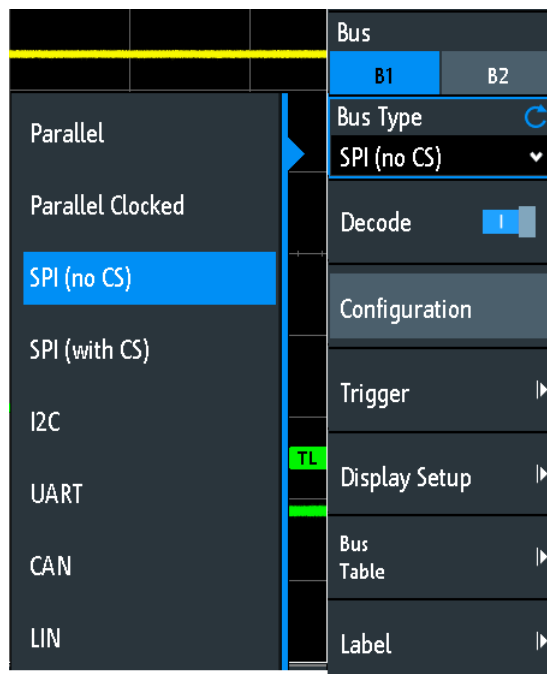 Bus
B1 B2
Bus Type
SPI (no CS)
Decode
Configuration
Trigger
Display Setup
Bus
Table
Label
Parallel
Parallel Clocked
SPI (no CS)
SPI (with CS)
I2C
UART
CAN
LIN
TL